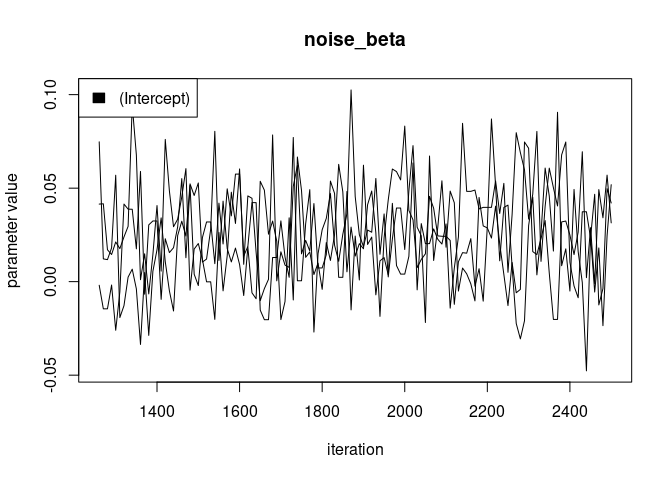 noise_beta
(Intercept)
parameter value
0.10
0.05
0.00
-0.05
1400 1600 1800 2000 2200 2400
iteration